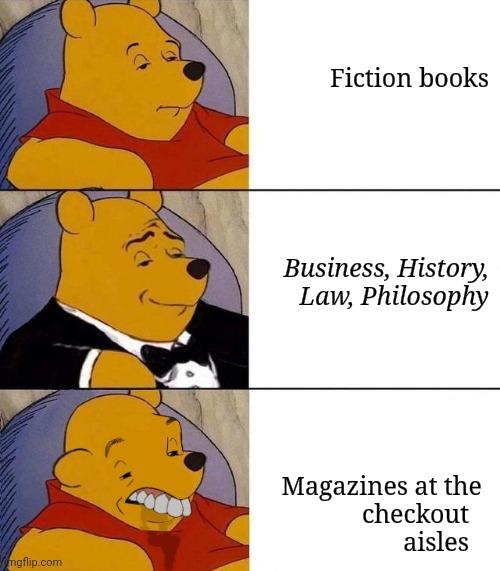 Fiction books
Business, History,
Law, Philosophy
Magazines at the
checkout
aisles
imgflip.com